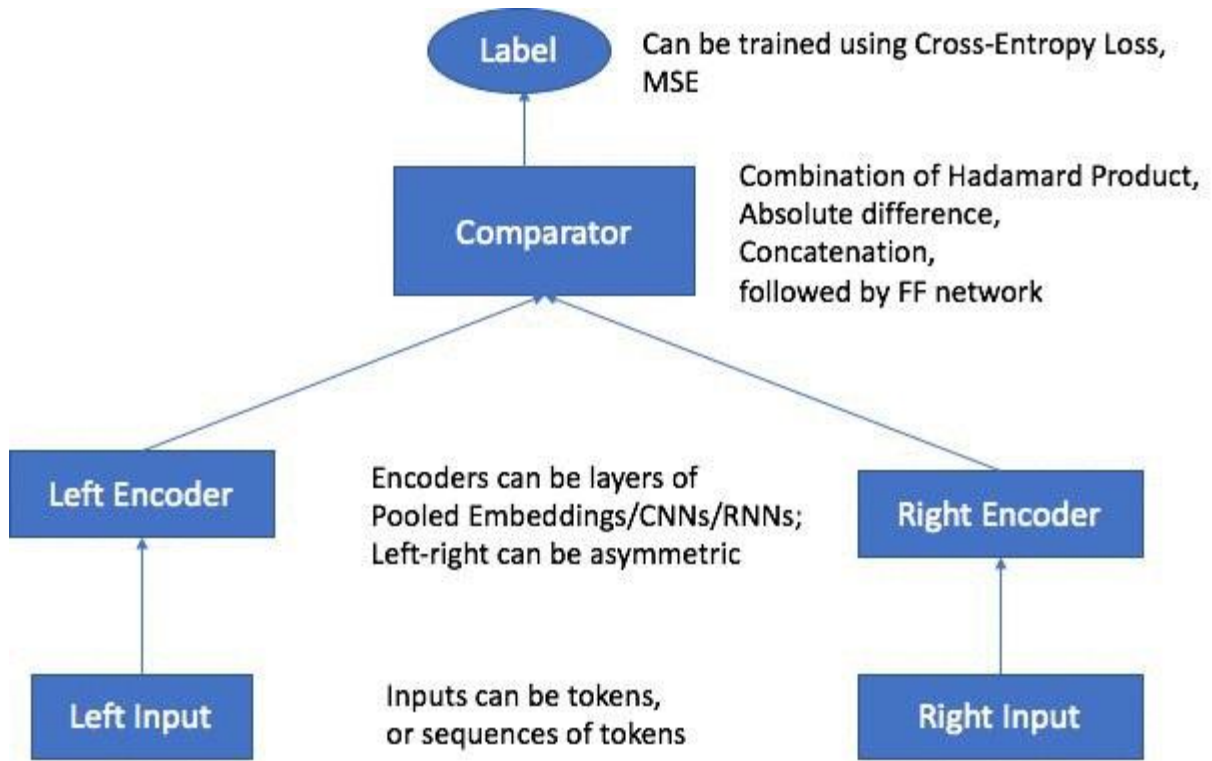 Label
Can be trained using Cross-Entropy Loss,
MSE
Comparator
Combination of Hadamard Product,
Absolute difference,
Concatenation,
followed by FF network
Left Encoder
Encoders can be layers of
Pooled Embeddings/CNNs/RNNs;
Left-right can be asymmetric
Right Encoder
Left Input
Inputs can be tokens,
or sequences of tokens
Right Input